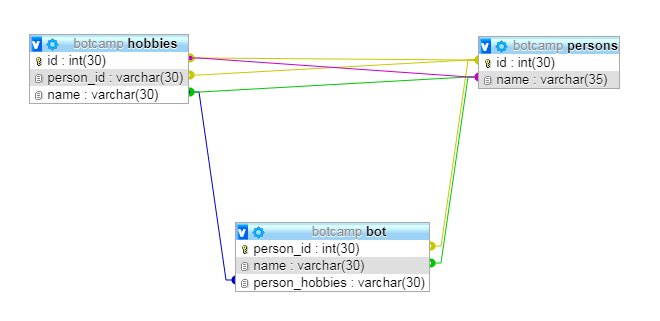 botcamp hobbies
id : int(30)
person_id : varchar(30)
name : varchar(30)
botcamp persons
id : int(30)
name : varchar(35)
botcamp bot
person_id : int(30)
name : varchar(30)
person_hobbies : varchar(30)